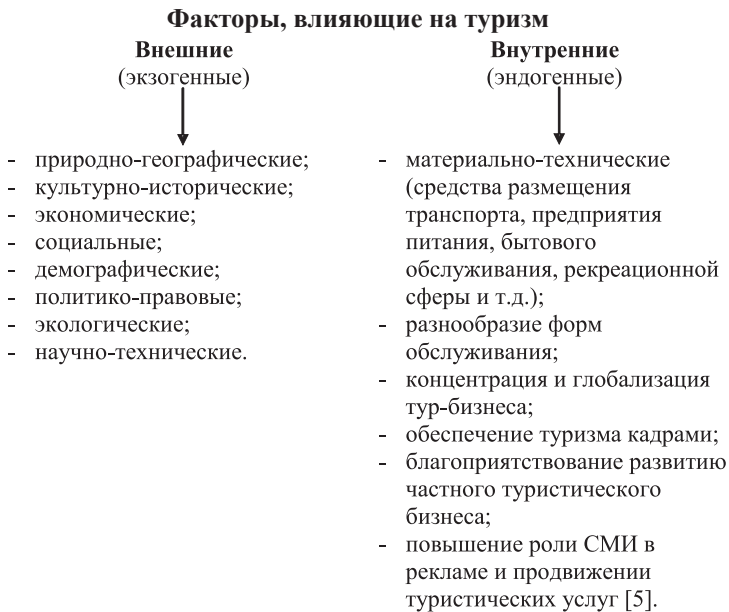 Факторы, влияющие на туризм
Внешние
(экзогенные)
- природно-географические;
- культурно-исторические;
- экономические;
- социальные;
- демографические;
- политико-правовые;
- экологические;
- научно-технические.
Внутренние
(эндогенные)
- материально-технические
(средства размещения
транспорта, предприятия
питания, бытового
обслуживания, рекреационной
сферы и т.д.);
- разнообразие форм
обслуживания;
- концентрация и глобализация
тур-бизнеса;
- обеспечение туризма кадрами;
- благоприятствование развитию
частного туристического
бизнеса;
- повышение роли СМИ в
рекламе и продвижении
туристических услуг [5].